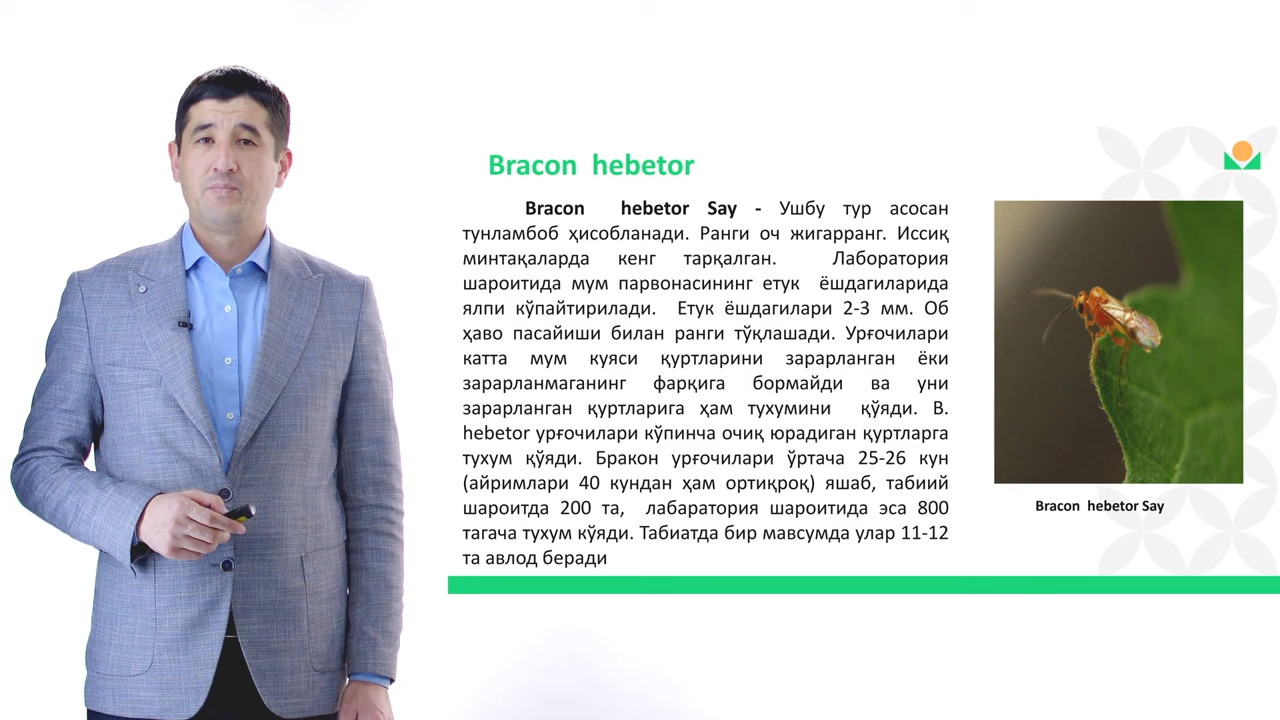 Bracon hebetor
Bracon hebetor Say - Ушбу тур асосан
тунламбоб ҳисобланади. Ранги оч жигарранг. Иссиқ
минтақаларда кенг тарқалган. Лаборатория
шароитида мум парвонасининг етук ёшдагиларида
ялпи кўпайтирилади. Етук ёшдагилари 2-3 мм. Об
ҳаво пасайиши билан ранги тўқлашади. Урғочилари
катта мум куяси қуртларини зарарланган ёки
зарарланмаганинг фарқига бормайди ва уни
зарарланган қуртларига ҳам тухумини қўяди. B.
hebetor урғочилари кўпинча очиқ юрадиган қуртларга
тухум қўяди. Бракон урғочилари ўртача 25-26 кун
(айримлари 40 кундан ҳам ортиқроқ) яшаб, табиий
шароитда 200 та, лабаратория шароитида эса 800
тагача тухум кўяди. Табиатда бир мавсумда улар 11-12
та авлод беради
Bracon hebetor Say